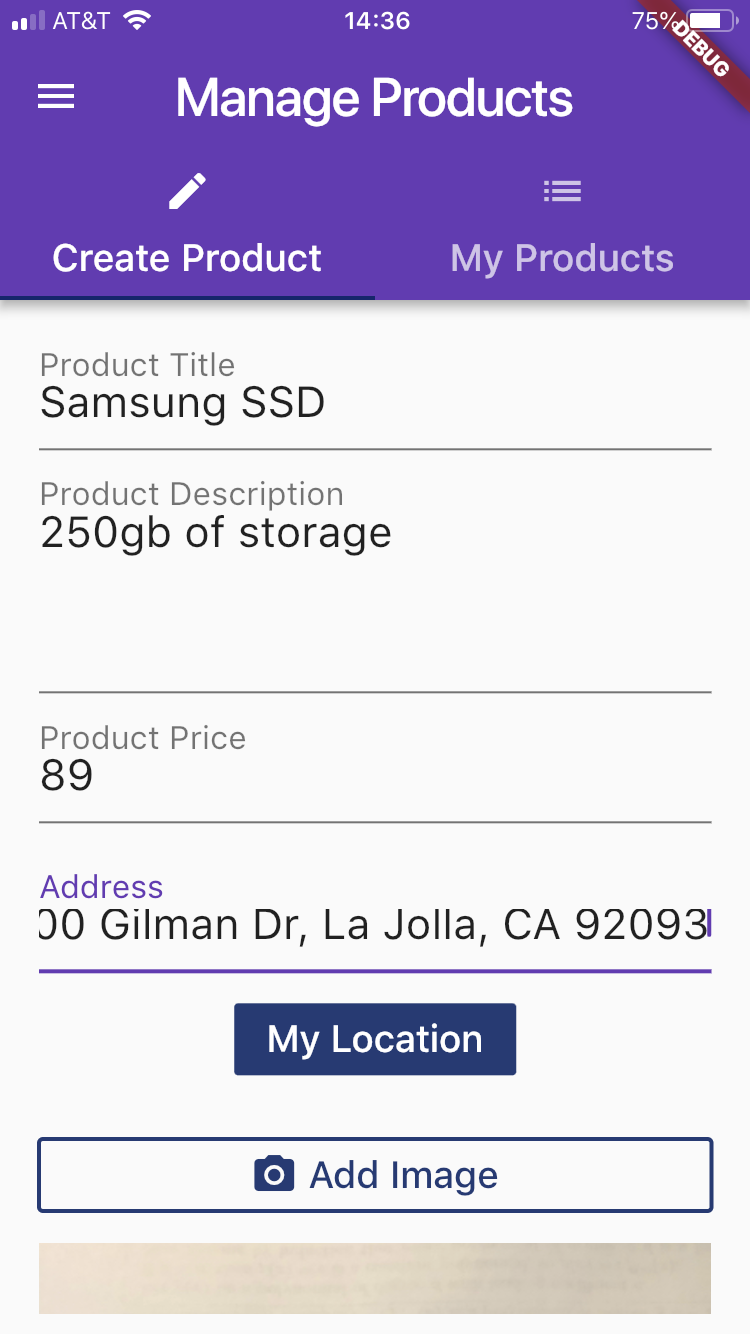 AT&T 14:36 75%
DEBUG
Manage Products
Create Product My Products
Product Title
Samsung SSD
Product Description
250gb of storage
Product Price
89
Address
00 Gilman Dr, La Jolla, CA 92093
My Location
Add Image